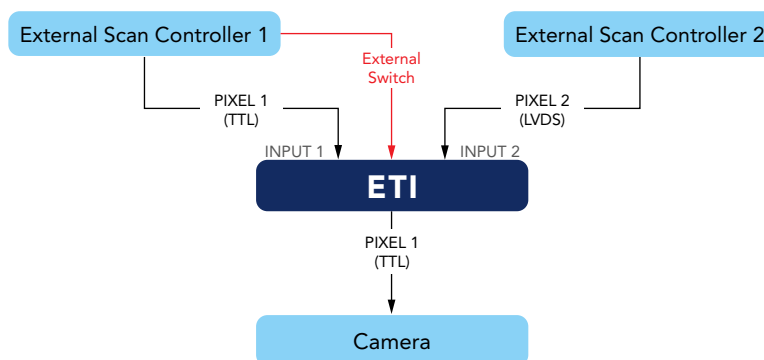 External Scan Controller 1
External Scan Controller 2
External
Switch
PIXEL 1
(TTL)
PIXEL 2
(LVDS)
INPUT 1
INPUT 2
ETI
PIXEL 1
(TTL)
Camera